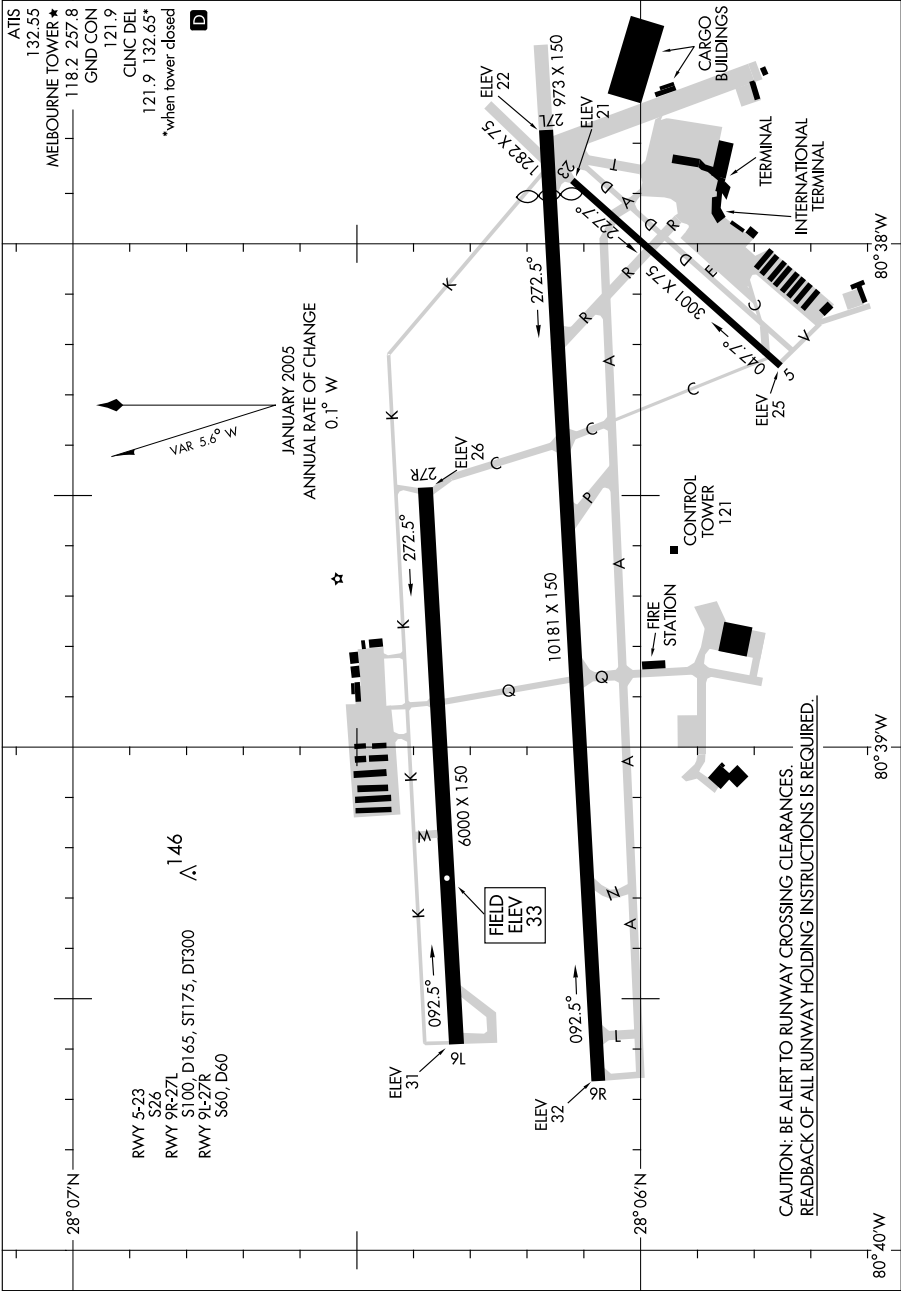 ATIS
132.55
MELBOURNE TOWER ★
118.2 257.8
GND CON
121.9
CLNC DEL
121.9 132.65*
*when tower closed
D
RWY 5-23
S26
RWY 9R-27L
S100, D165, ST175, DT300
RWY 9L-27R
S60, D60
146
VAR 5.6° W
JANUARY 2005
ANNUAL RATE OF CHANGE
0.1° W
28°07'N
28°06'N
80°40'W
80°39'W
80°38'W
ELEV
31
9L
092.5°
6000 X 150
272.5°
27R
ELEV
26
FIELD
ELEV
33
K
K
K
K
K
K
W
ELEV
32
9R
092.5°
10181 X 150
272.5°
27L
ELEV
22
973 X 150
1282 X 75
23
ELEV
21
227.7°
3001 X 75
047.7°
5
ELEV
25
L
N
A
A
A
A
A
Q
Q
P
C
C
C
C
R
R
R
D
D
D
T
E
V
FIRE
STATION
CONTROL
TOWER
121
CARGO
BUILDINGS
TERMINAL
INTERNATIONAL
TERMINAL
CAUTION: BE ALERT TO RUNWAY CROSSING CLEARANCES.
READBACK OF ALL RUNWAY HOLDING INSTRUCTIONS IS REQUIRED.